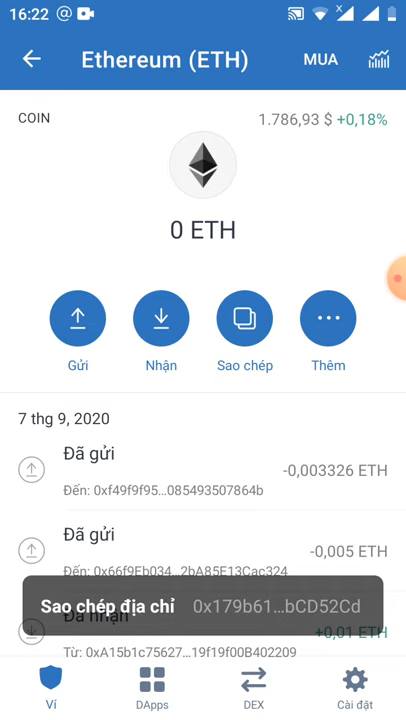 16:22
Ethereum (ETH)
MUA
COIN
1.786,93 $ +0,18%
0 ETH
Gửi
Nhận
Sao chép
Thêm
7 thg 9, 2020
Đã gửi
-0,003326 ETH
Đến: 0xf49f9f95...085493507864b
Đã gửi
-0,005 ETH
Đến: 0x66f9Eb034...2bA85E13Cac324
Sao chép địa chỉ 0x179b61...bCD52Cd
Đã nhận
+0,01 ETH
Từ: 0xA15b1c75627...19f19f00B402209
Ví
DApps
DEX
Cài đặt